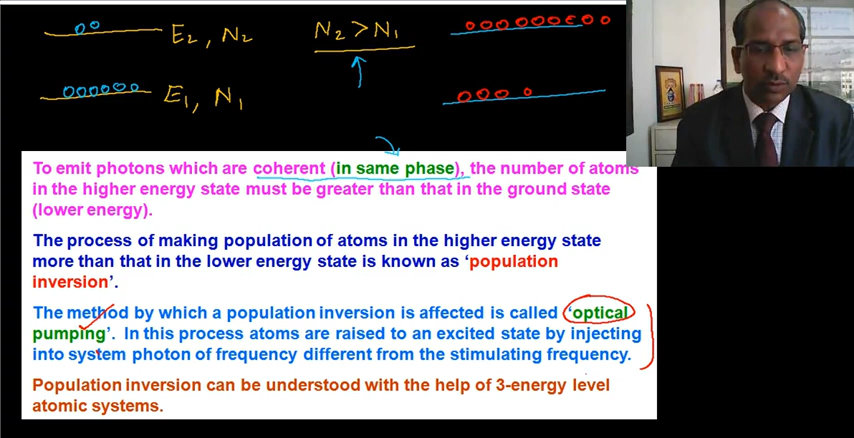 E₂, N₂
N₂ > N₁
E₁, N₁
To emit photons which are coherent (in same phase), the number of atoms
in the higher energy state must be greater than that in the ground state
(lower energy).
The process of making population of atoms in the higher energy state
more than that in the lower energy state is known as ‘population
inversion’.
The method by which a population inversion is affected is called ‘optical
pumping’. In this process atoms are raised to an excited state by injecting
into system photon of frequency different from the stimulating frequency.
Population inversion can be understood with the help of 3-energy level
atomic systems.